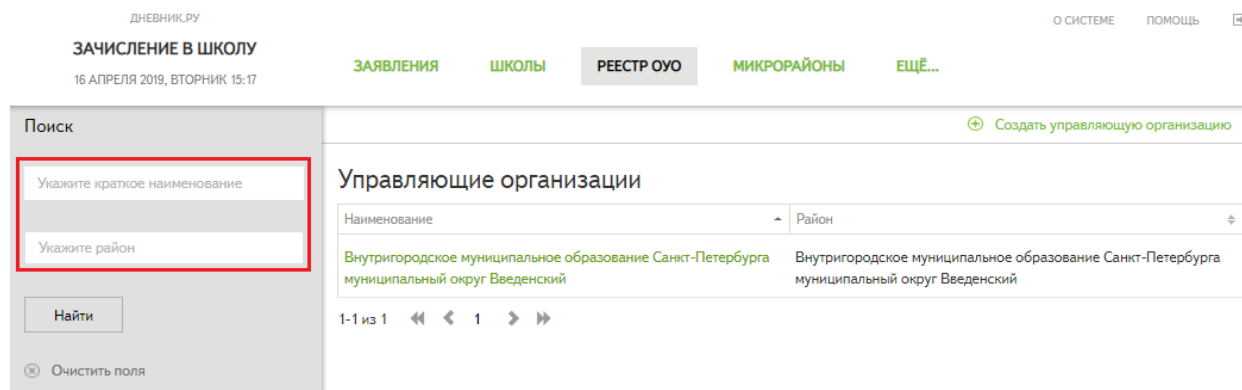 ДНЕВНИК.РУ
О СИСТЕМЕ ПОМОЩЬ
ЗАЧИСЛЕНИЕ В ШКОЛУ
16 АПРЕЛЯ 2019, ВТОРНИК 15:17
ЗАЯВЛЕНИЯ ШКОЛЫ РЕЕСТР ОУО МИКРОРАЙОНЫ ЕЩЁ...
Поиск
Создать управляющую организацию
Укажите краткое наименование
Укажите район
Найти
Очистить поля
Управляющие организации
Наименование Район
Внутригородское муниципальное образование Санкт-Петербурга
муниципальный округ Введенский
Внутригородское муниципальное образование Санкт-Петербурга
муниципальный округ Введенский
1-1 из 1 1